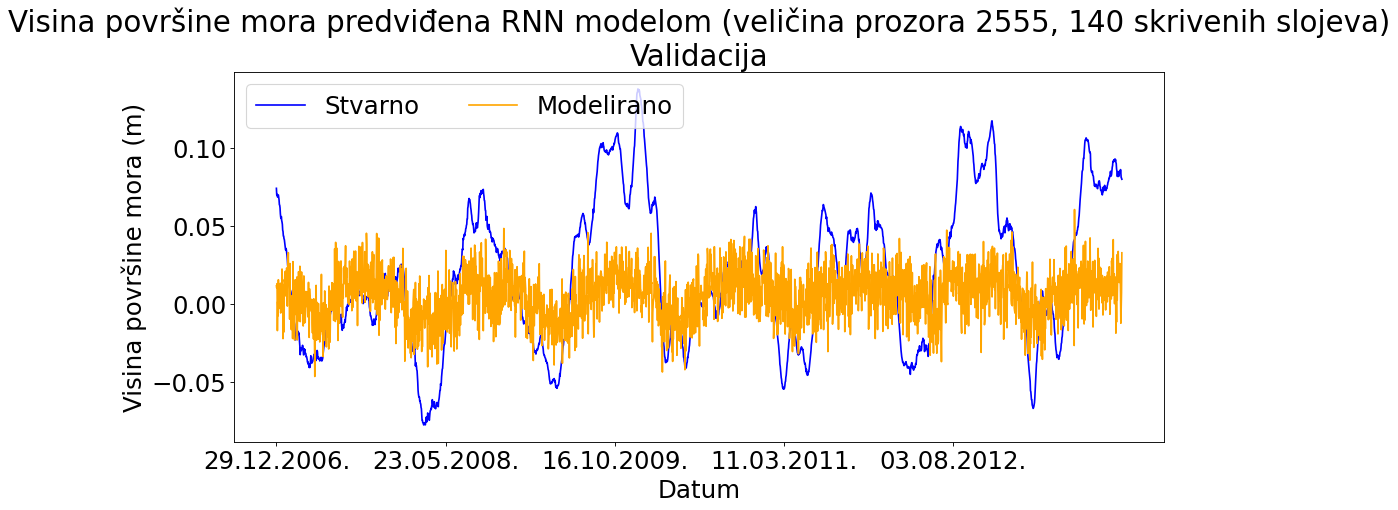 Visina površine mora predviđena RNN modelom (veličina prozora 2555, 140 skrivenih slojeva)
Validacija
Stvarno
Modelirano
Visina površine mora (m)
0.10
0.05
0.00
−0.05
29.12.2006.
23.05.2008.
16.10.2009.
11.03.2011.
03.08.2012.
Datum